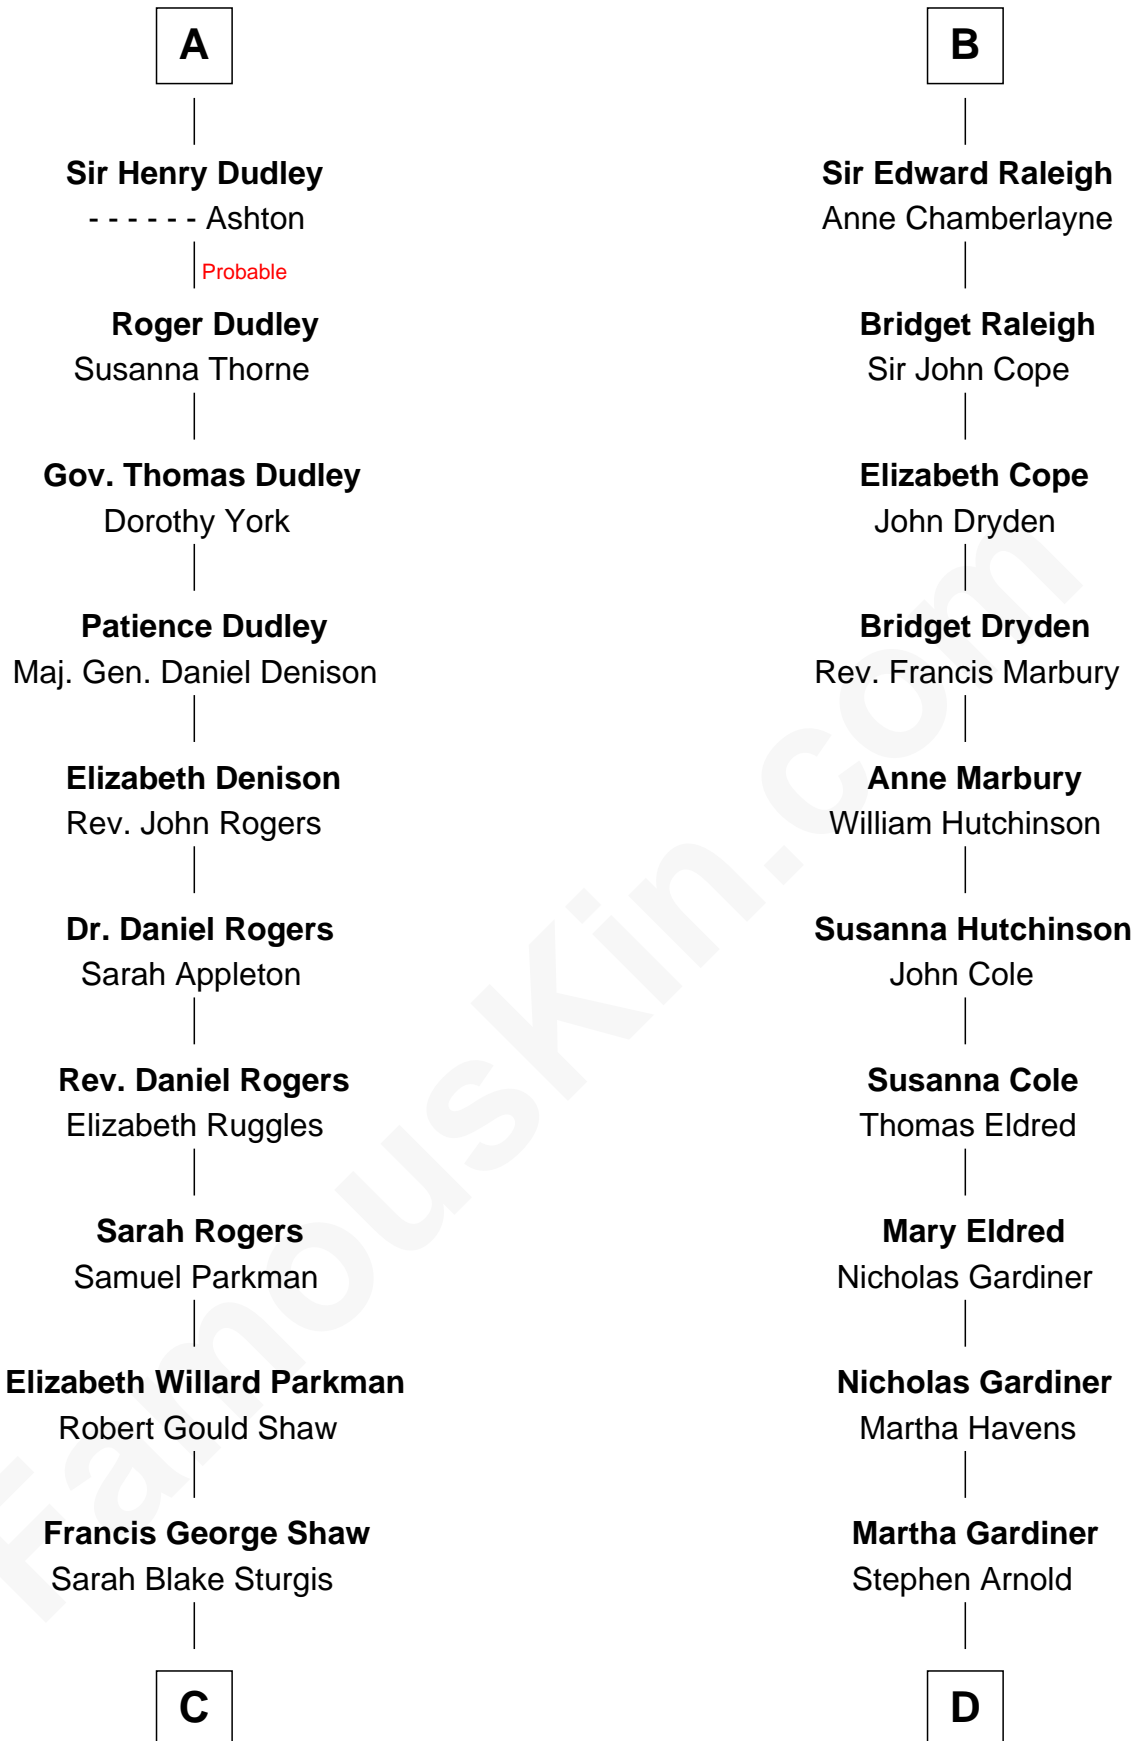 A
Sir Henry Dudley
- - - - - - Ashton
Probable
Roger Dudley
Susanna Thorne
Gov. Thomas Dudley
Dorothy York
Patience Dudley
Maj. Gen. Daniel Denison
Elizabeth Denison
Rev. John Rogers
Dr. Daniel Rogers
Sarah Appleton
Rev. Daniel Rogers
Elizabeth Ruggles
Sarah Rogers
Samuel Parkman
Elizabeth Willard Parkman
Robert Gould Shaw
Francis George Shaw
Sarah Blake Sturgis
C
B
Sir Edward Raleigh
Anne Chamberlayne
Bridget Raleigh
Sir John Cope
Elizabeth Cope
John Dryden
Bridget Dryden
Rev. Francis Marbury
Anne Marbury
William Hutchinson
Susanna Hutchinson
John Cole
Susanna Cole
Thomas Eldred
Mary Eldred
Nicholas Gardiner
Nicholas Gardiner
Martha Havens
Martha Gardiner
Stephen Arnold
D
FamousKin.com